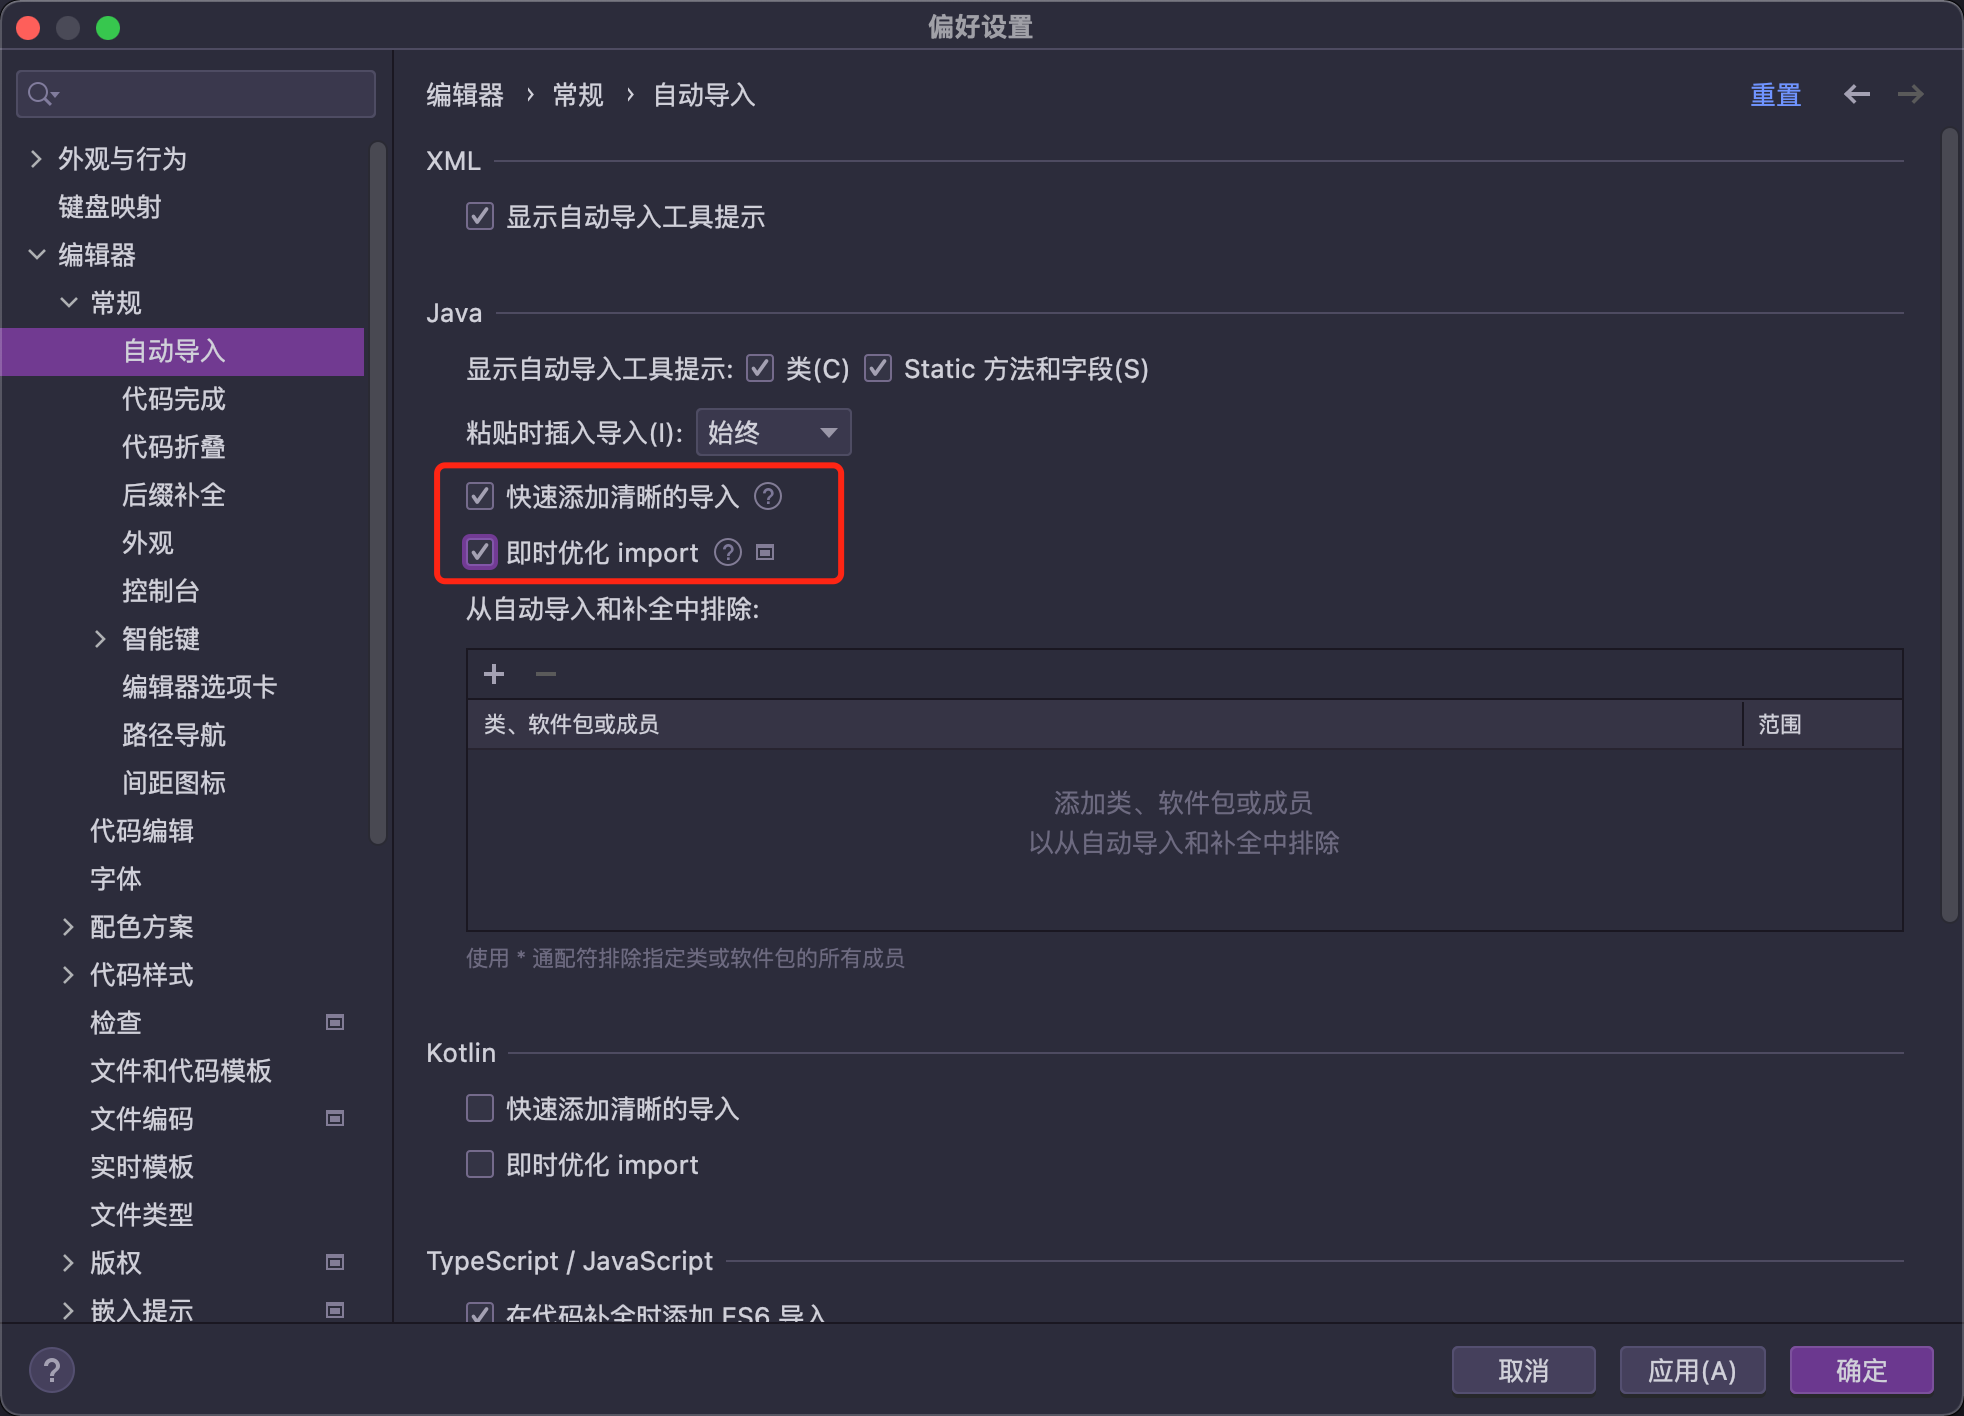 偏好设置
编辑器 › 常规 › 自动导入
重置
外观与行为
键盘映射
编辑器
常规
自动导入
代码完成
代码折叠
后缀补全
外观
控制台
智能键
编辑器选项卡
路径导航
间距图标
代码编辑
字体
配色方案
代码样式
检查
文件和代码模板
文件编码
实时模板
文件类型
版权
嵌入提示
XML
显示自动导入工具提示
Java
显示自动导入工具提示: 类(C) Static 方法和字段(S)
粘贴时插入导入(I): 始终
快速添加清晰的导入 ?
即时优化 import ?
从自动导入和补全中排除:
类、软件包或成员 范围
添加类、软件包或成员
以从自动导入和补全中排除
使用 * 通配符排除指定类或软件包的所有成员
Kotlin
快速添加清晰的导入
即时优化 import
TypeScript / JavaScript
在代码补全时添加 ES6 导入
?
取消 应用(A) 确定